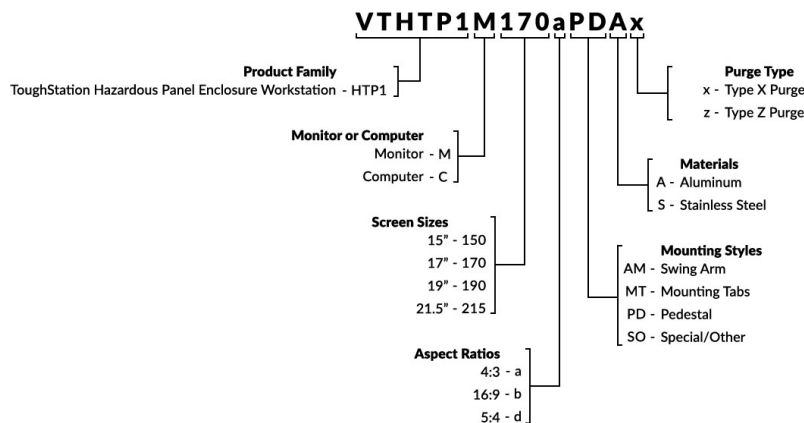 VTHTP1M170aPDAx
Product Family
ToughStation Hazardous Panel Enclosure Workstation - HTP1
Monitor or Computer
Monitor - M
Computer - C
Screen Sizes
15” - 150
17” - 170
19” - 190
21.5” - 215
Aspect Ratios
4:3 - a
16:9 - b
5:4 - d
Purge Type
x - Type X Purge
z - Type Z Purge
Materials
A - Aluminum
S - Stainless Steel
Mounting Styles
AM - Swing Arm
MT - Mounting Tabs
PD - Pedestal
SO - Special/Other